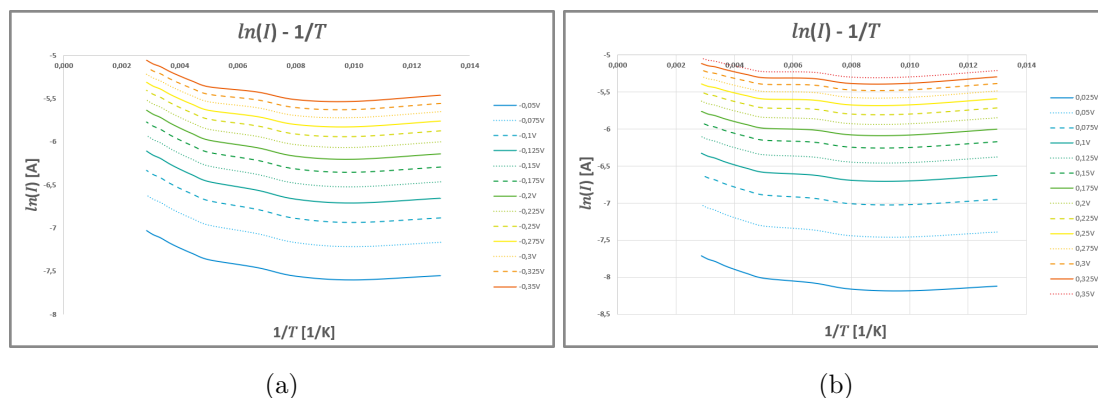 ln(I) - 1/T
-5
0,000
0,002
0,004
0,006
0,008
0,010
0,012
0,014
-5,5
-6
-6,5
-7
-7,5
-8
ln(I) [A]
1/T [1/K]
-0,05V
-0,075V
-0,1V
-0,125V
-0,15V
-0,175V
-0,2V
-0,225V
-0,25V
-0,275V
-0,3V
-0,325V
-0,35V
(a)
ln(I) - 1/T
-5
0,000
0,002
0,004
0,006
0,008
0,010
0,012
0,014
-5,5
-6
-6,5
-7
-7,5
-8
-8,5
ln(I) [A]
1/T [1/K]
0,025V
0,05V
0,075V
0,1V
0,125V
0,15V
0,175V
0,2V
0,225V
0,25V
0,275V
0,3V
0,325V
0,35V
(b)